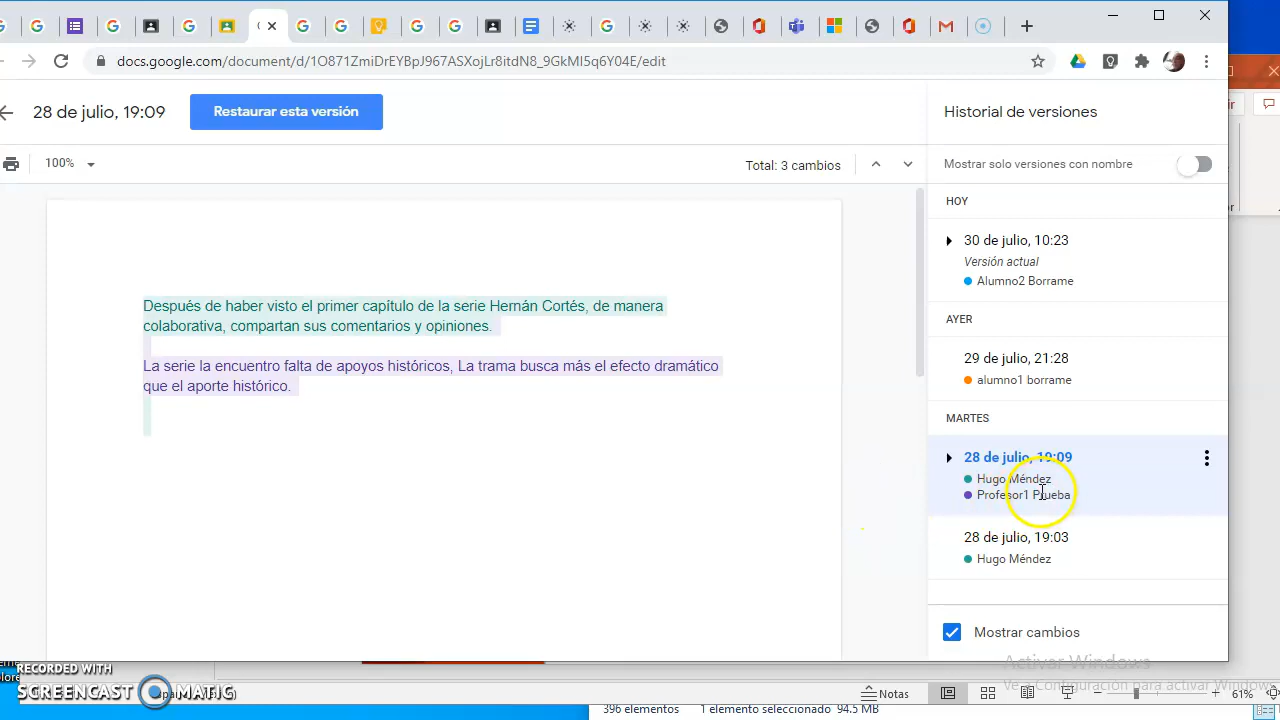 docs.google.com/document/d/1O871ZmDrEYBpJ967ASXojLr8itdN8_9GkMI5q6Y04E/edit
28 de julio, 19:09
Restaurar esta versión
Historial de versiones
100%
Total: 3 cambios
Mostrar solo versiones con nombre
HOY
30 de julio, 10:23
Versión actual
Alumno2 Borrame
AYER
29 de julio, 21:28
alumno1 borrame
MARTES
28 de julio, 19:09
Hugo Méndez
Profesor1 Prueba
28 de julio, 19:03
Hugo Méndez
Mostrar cambios
Después de haber visto el primer capítulo de la serie Hernán Cortés, de manera
colaborativa, compartan sus comentarios y opiniones.
La serie la encuentro falta de apoyos históricos, La trama busca más el efecto dramático
que el aporte histórico.
Activar Windows
Ve a Configuración para activar Windows
RECORDED WITH
SCREENCAST MATIC
Notas
61%
396 elementos
1 elemento seleccionado 94.5 MB